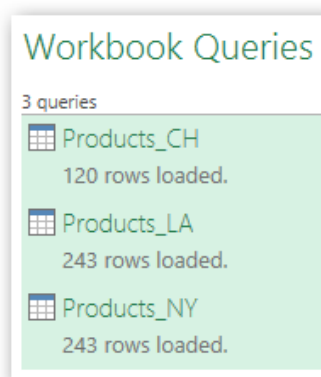 Workbook Queries
3 queries
Products_CH
120 rows loaded.
Products_LA
243 rows loaded.
Products_NY
243 rows loaded.